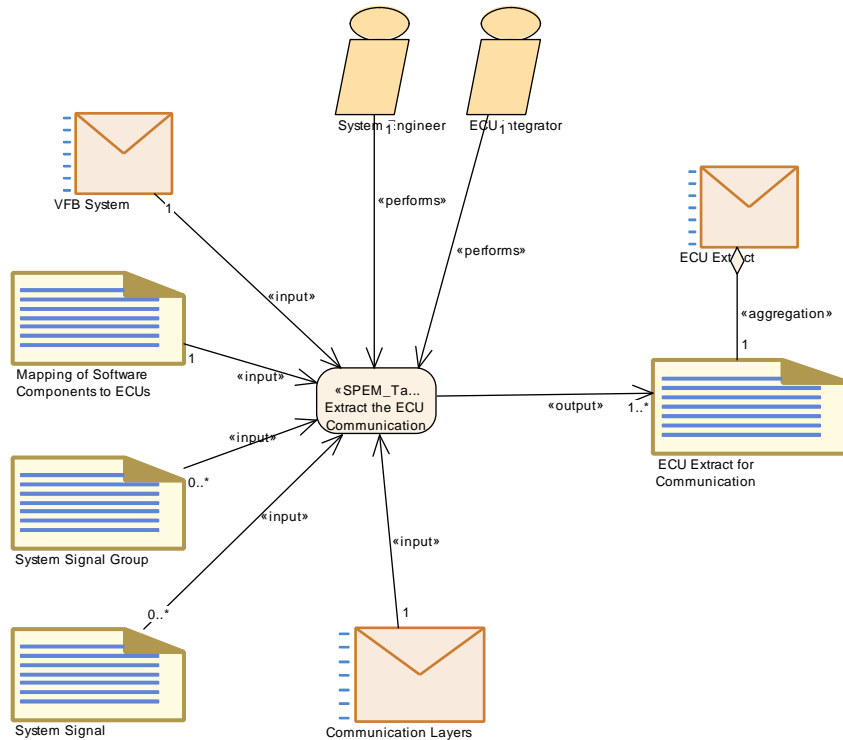 System Engineer
1
ECU Integrator
1
VFB System
1
«performs»
«performs»
ECU Extract
«aggregation»
1
«input»
Mapping of Software
Components to ECUs
1
«input»
«SPEM_Ta...
Extract the ECU
Communication
«output»
1..*
ECU Extract for
Communication
«input»
0..*
System Signal Group
«input»
0..*
System Signal
«input»
1
Communication Layers